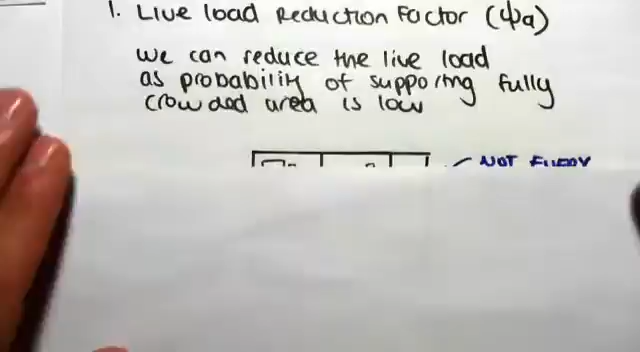 1. Live load Reduction Factor (ψa)
we can reduce the live load
as probability of supporting fully
crowded area is low
NOT